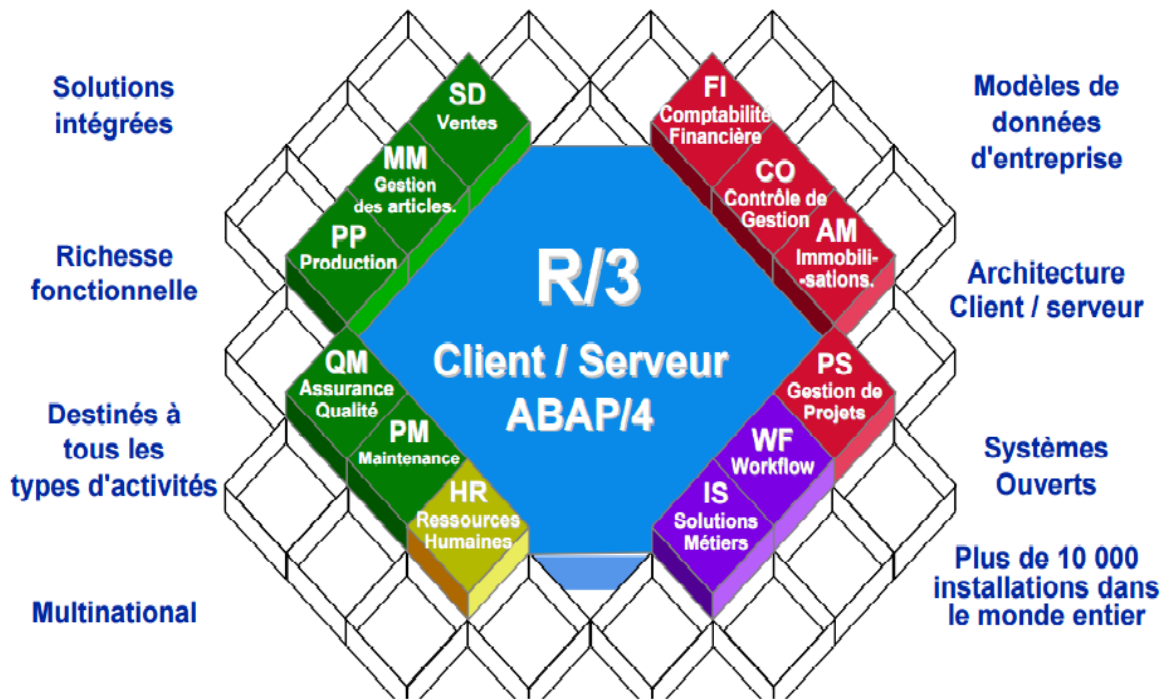 Solutions
intégrées
Richesse
fonctionnelle
Destinés à
tous les
types d'activités
Multinational
SD
Ventes
MM
Gestion
des articles.
PP
Production
QM
Assurance
Qualité
PM
Maintenance
HR
Ressources
Humaines
R/3
Client / Serveur
ABAP/4
FI
Comptabilité
Financière
CO
Contrôle de
Gestion
AM
Immobili-
-sations.
PS
Gestion de
Projets
WF
Workflow
IS
Solutions
Métiers
Modèles de
données
d'entreprise
Architecture
Client / serveur
Systèmes
Ouverts
Plus de 10 000
installations dans
le monde entier